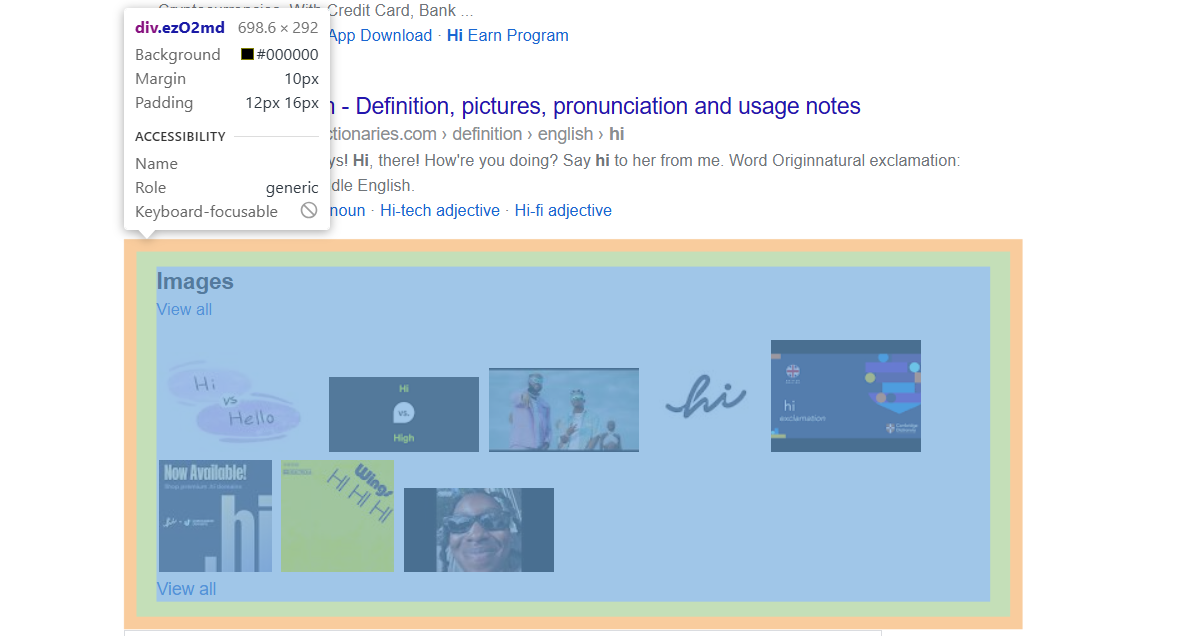 Cryptocurrencies. With Credit Card, Bank ...
div.ezO2md 698.6 × 292
App Download · Hi Earn Program
Background #000000
Margin 10px
Padding 12px 16px
n - Definition, pictures, pronunciation and usage notes
ACCESSIBILITY
ctionaries.com › definition › english › hi
Name
ys! Hi, there! How're you doing? Say hi to her from me. Word Originnatural exclamation:
Role generic
dle English.
Keyboard-focusable
noun · Hi-tech adjective · Hi-fi adjective
Images
View all
Hi
vs
Hello
Hi
vs.
High
hi
hi
exclamation
Cambridge
Now Available!
.hi
Wings
HI HI HI
View all